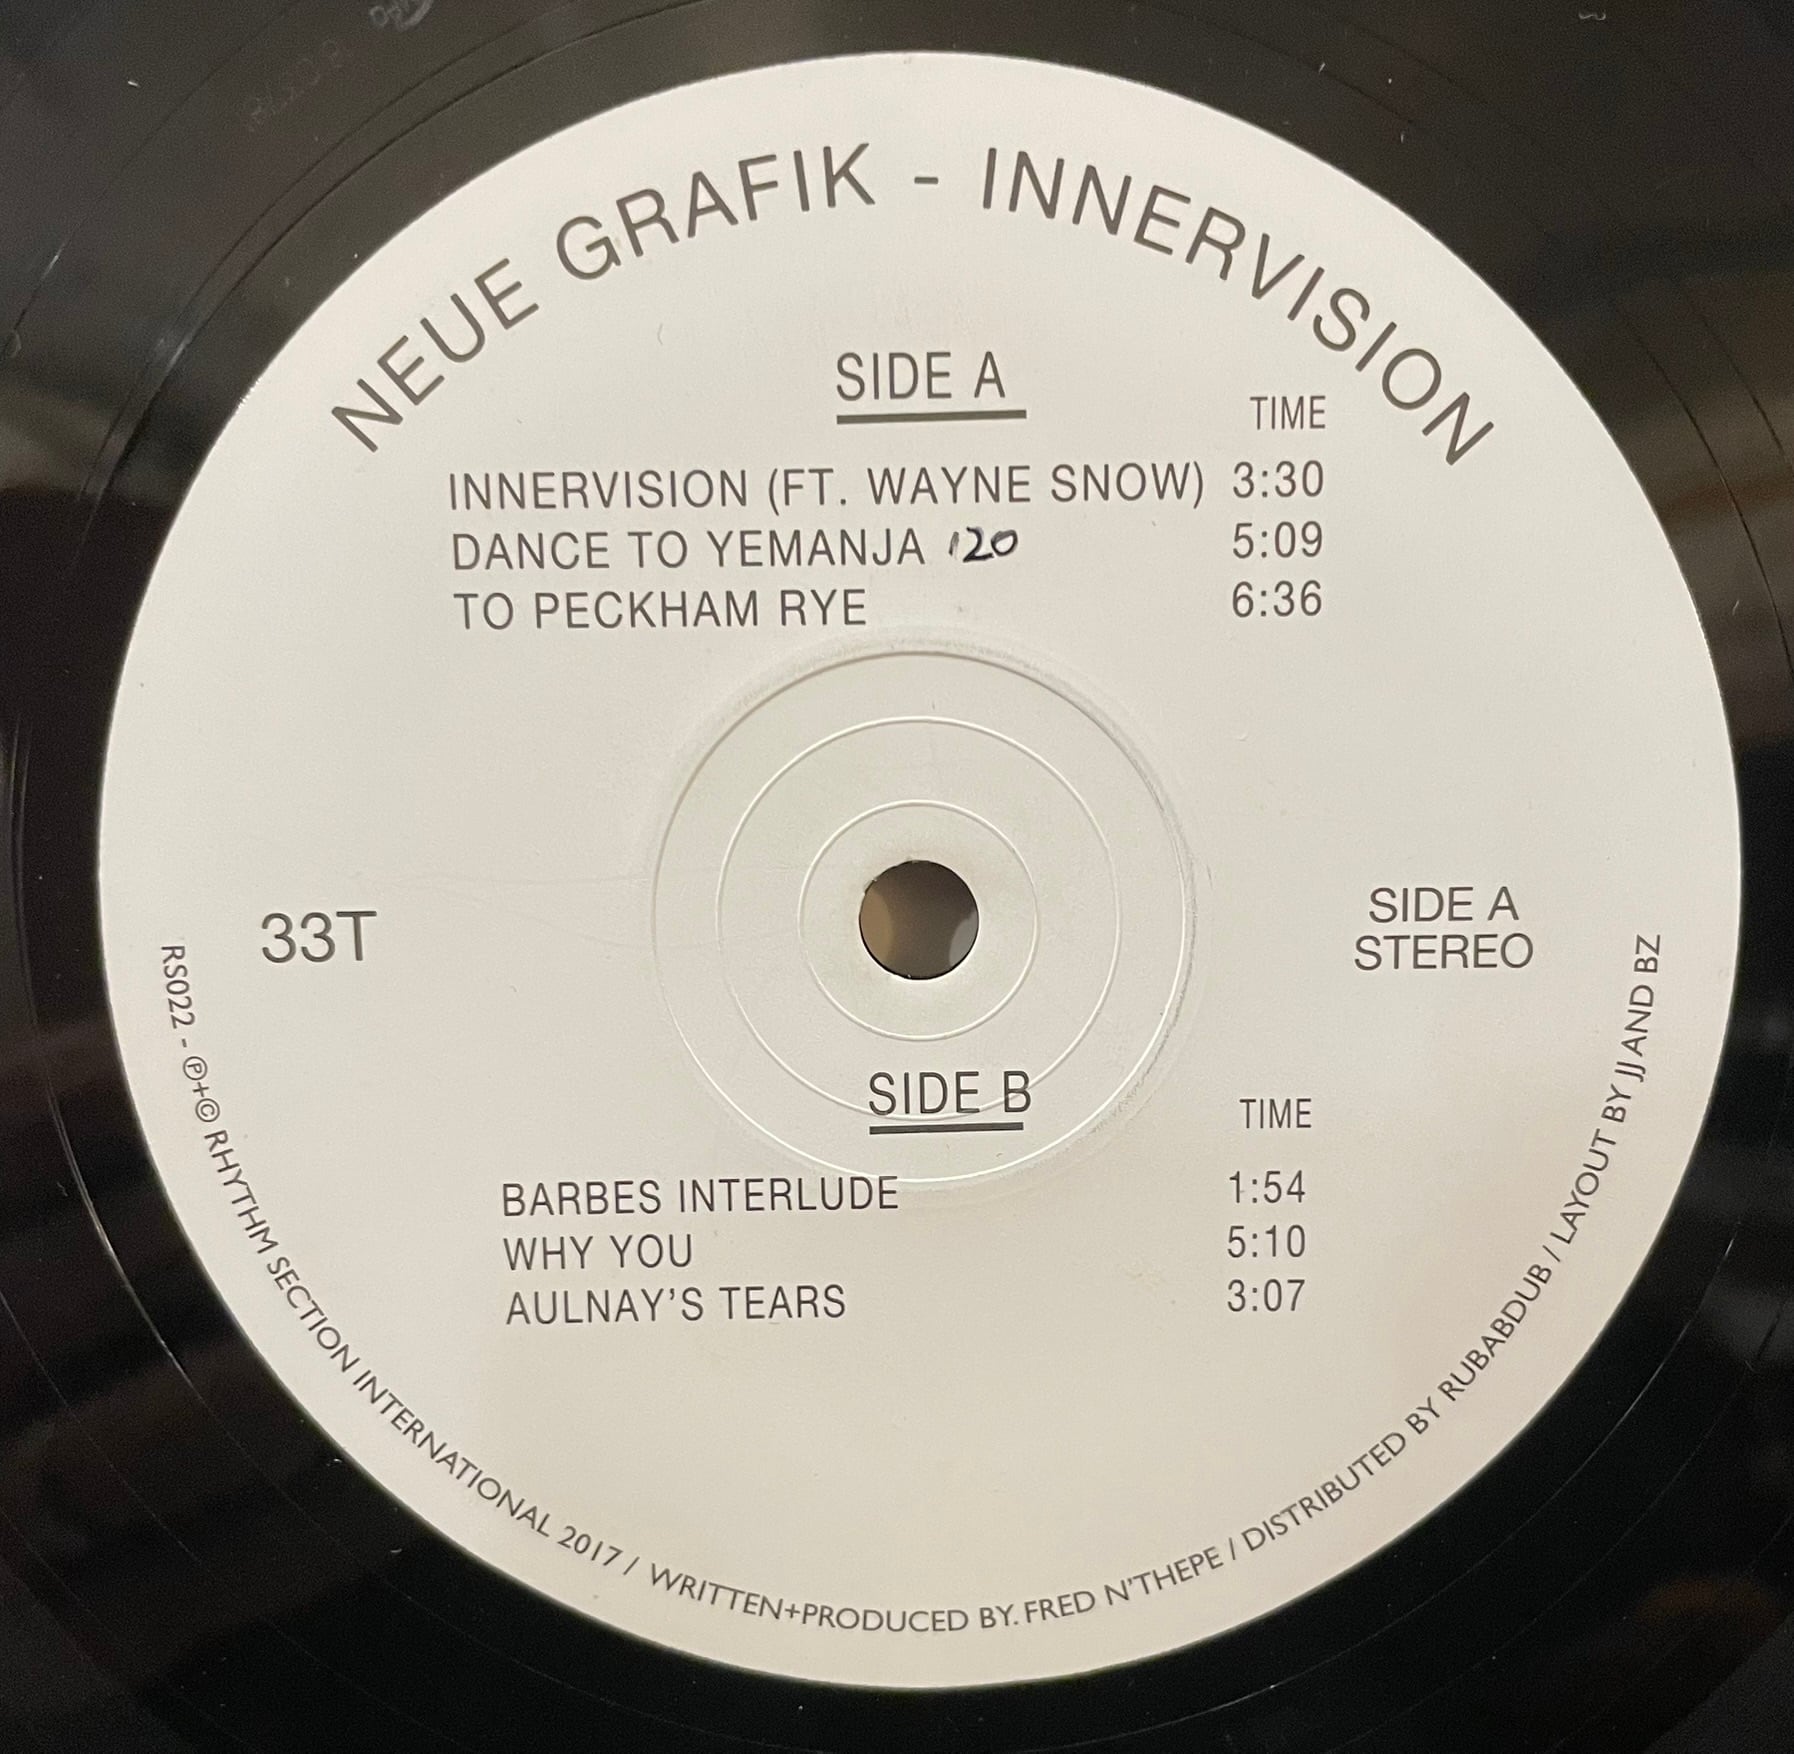 NEUE GRAFIK - INNERVISION
SIDE A
TIME
INNERVISION (FT. WAYNE SNOW) 3:30
DANCE TO YEMANJA 120 5:09
TO PECKHAM RYE 6:36
33T
SIDE A
STEREO
SIDE B
TIME
BARBES INTERLUDE 1:54
WHY YOU 5:10
AULNAY'S TEARS 3:07
RS022 - ℗+© RHYTHM SECTION INTERNATIONAL 2017 / WRITTEN+PRODUCED BY. FRED N'THEPE / DISTRIBUTED BY RUBABDUB / LAYOUT BY JJ AND BZ